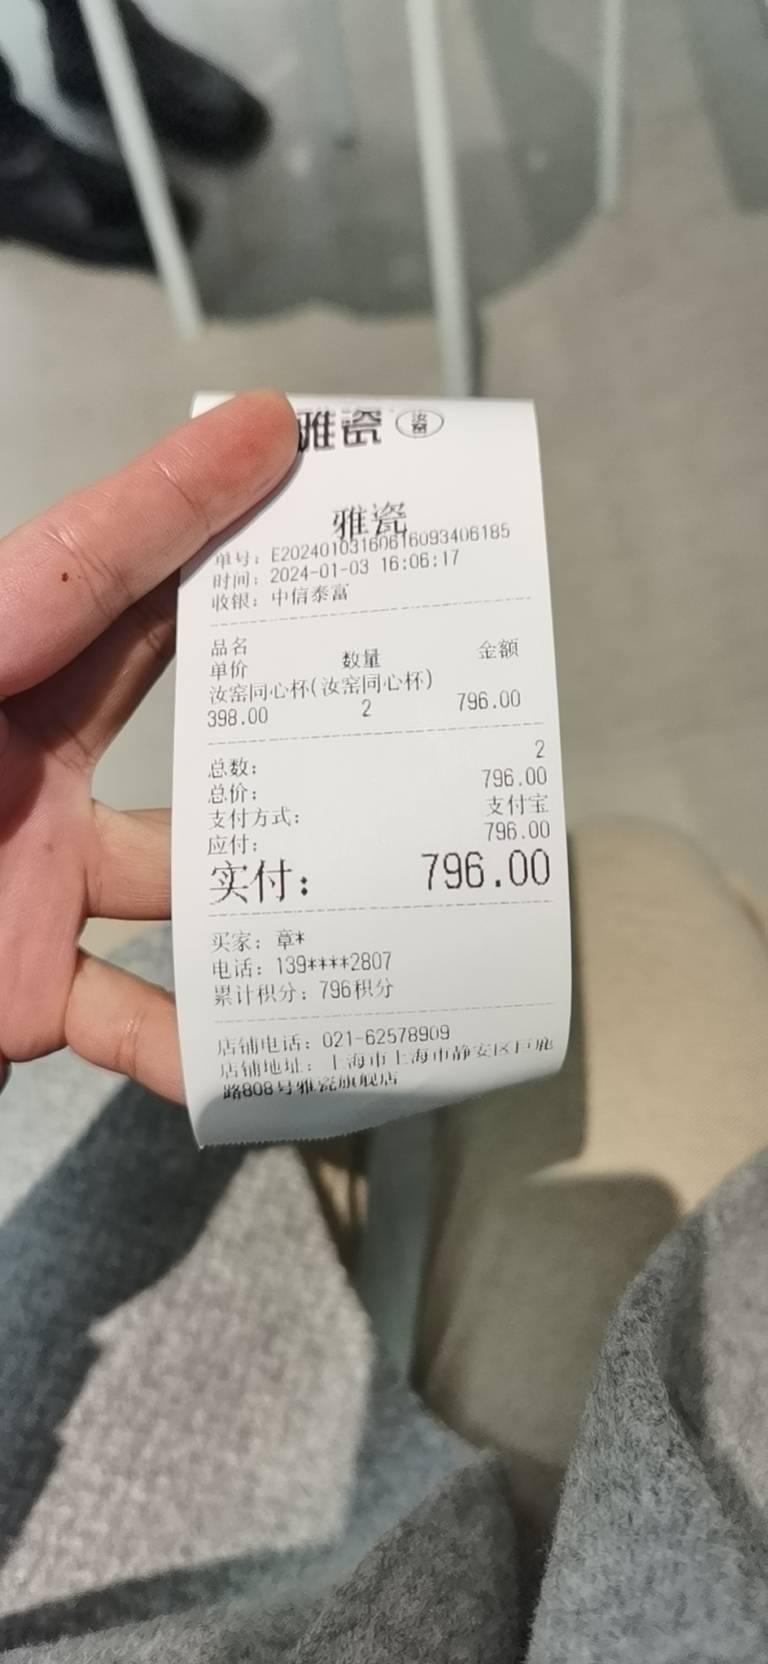 雅瓷 汝窑
雅瓷
单号: E20240103160616093406185
时间: 2024-01-03 16:06:17
收银: 中信泰富
品名
单价 数量 金额
汝窑同心杯(汝窑同心杯)
398.00 2 796.00
总数: 2
总价: 796.00
支付方式: 支付宝
应付: 796.00
实付: 796.00
买家: 章*
电话: 139****2807
累计积分: 796积分
店铺电话: 021-62578909
店铺地址: 上海市上海市静安区巨鹿
路808号雅瓷旗舰店